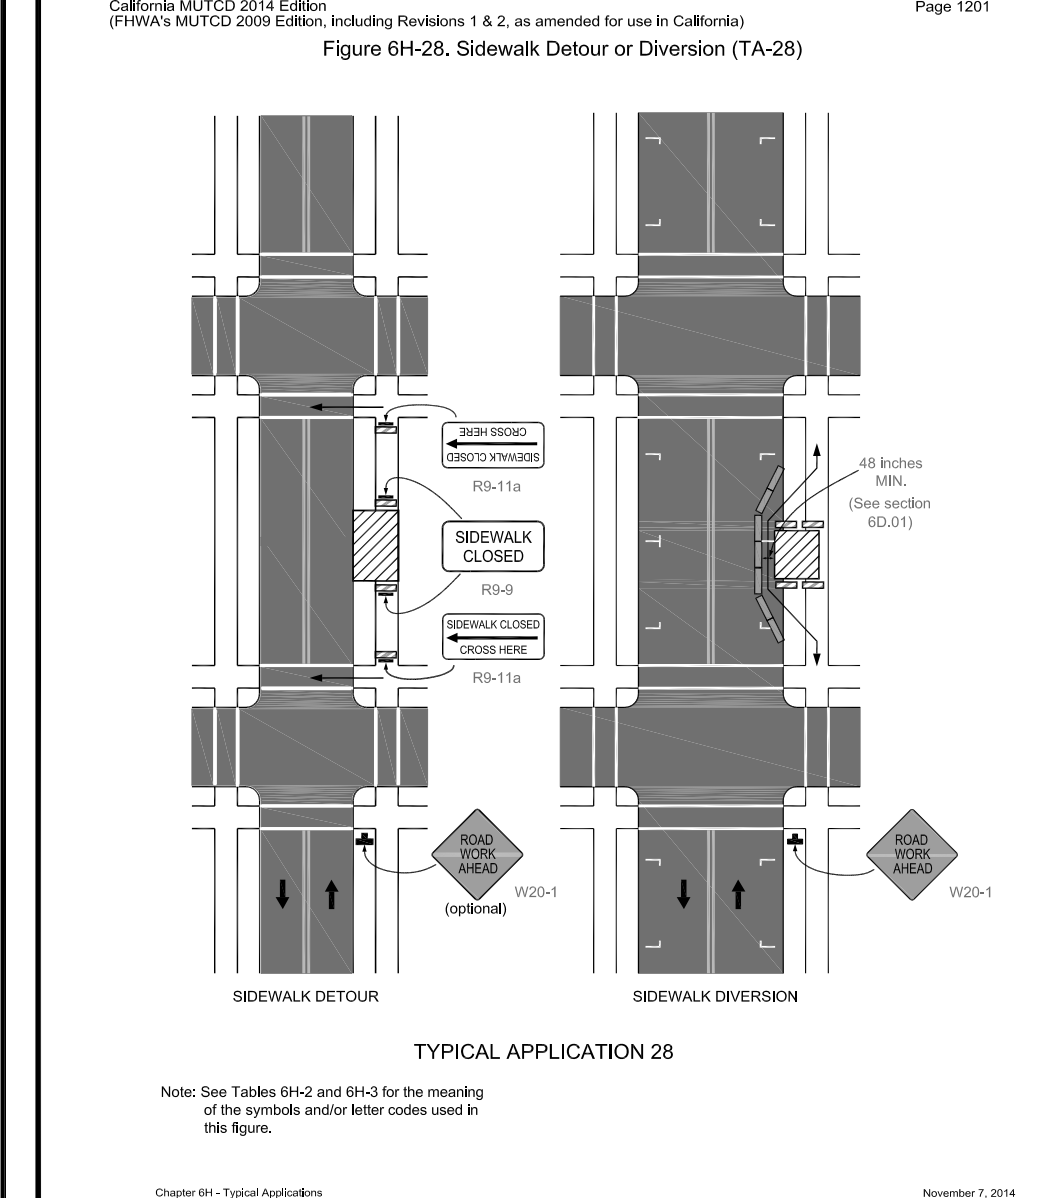 California MUTCD 2014 Edition
Page 1201
(FHWA's MUTCD 2009 Edition, including Revisions 1 & 2, as amended for use in California)
Figure 6H-28. Sidewalk Detour or Diversion (TA-28)
SIDEWALK CLOSED
CROSS HERE
R9-11a
SIDEWALK
CLOSED
R9-9
SIDEWALK CLOSED
CROSS HERE
R9-11a
48 inches
MIN.
(See section
6D.01)
ROAD
WORK
AHEAD
W20-1
(optional)
ROAD
WORK
AHEAD
W20-1
SIDEWALK DETOUR
SIDEWALK DIVERSION
TYPICAL APPLICATION 28
Note: See Tables 6H-2 and 6H-3 for the meaning
of the symbols and/or letter codes used in
this figure.
Chapter 6H - Typical Applications
November 7, 2014